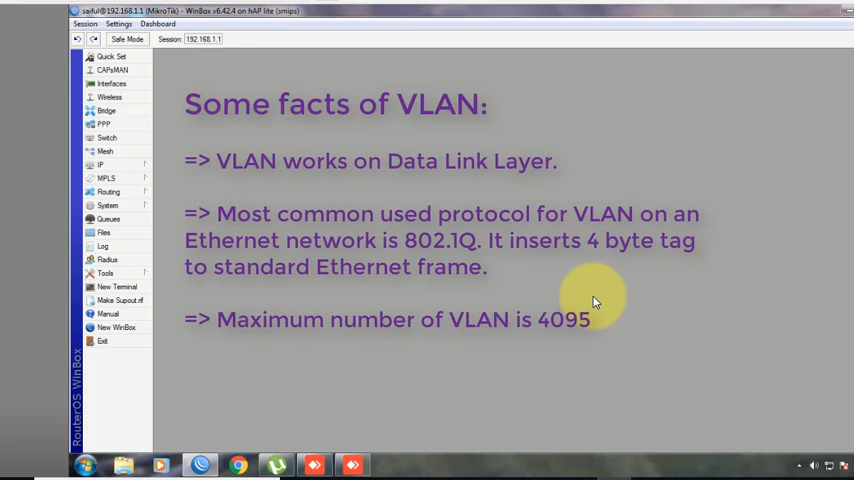 saiful@192.168.1.1 (MikroTik) - WinBox v6.42.4 on hAP lite (smips)
Session Settings Dashboard
Safe Mode Session: 192.168.1.1
Quick Set
CAPsMAN
Interfaces
Wireless
Bridge
PPP
Switch
Mesh
IP
MPLS
Routing
System
Queues
Files
Log
Radius
Tools
New Terminal
Make Supout.rif
Manual
New WinBox
Exit
RouterOS WinBox
Some facts of VLAN:
=> VLAN works on Data Link Layer.
=> Most common used protocol for VLAN on an
Ethernet network is 802.1Q. It inserts 4 byte tag
to standard Ethernet frame.
=> Maximum number of VLAN is 4095